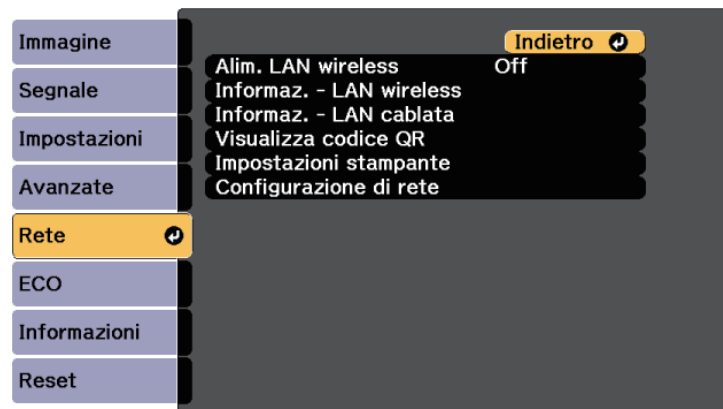 Immagine
Segnale
Impostazioni
Avanzate
Rete
ECO
Informazioni
Reset
Indietro
Alim. LAN wireless Off
Informaz. - LAN wireless
Informaz. - LAN cablata
Visualizza codice QR
Impostazioni stampante
Configurazione di rete